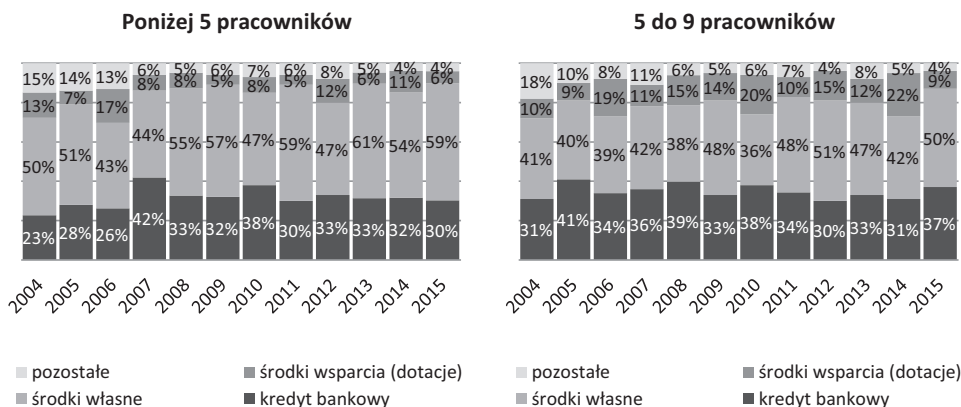 Poniżej 5 pracowników
15% 14% 13% 6% 5% 6% 7% 6% 8% 5% 4% 4%
13% 7% 17% 8% 8% 5% 8% 5% 12% 6% 11% 6%
50% 51% 43% 44% 55% 57% 47% 59% 47% 61% 54% 59%
23% 28% 26% 42% 33% 32% 38% 30% 33% 33% 32% 30%
2004 2005 2006 2007 2008 2009 2010 2011 2012 2013 2014 2015
pozostałe środki wsparcia (dotacje)
środki własne kredyt bankowy
5 do 9 pracowników
18% 10% 8% 11% 6% 5% 6% 7% 4% 8% 5% 4%
10% 9% 19% 11% 15% 14% 20% 10% 15% 12% 22% 9%
41% 40% 39% 42% 38% 48% 36% 48% 51% 47% 42% 50%
31% 41% 34% 36% 39% 33% 38% 34% 30% 33% 31% 37%
2004 2005 2006 2007 2008 2009 2010 2011 2012 2013 2014 2015
pozostałe środki wsparcia (dotacje)
środki własne kredyt bankowy